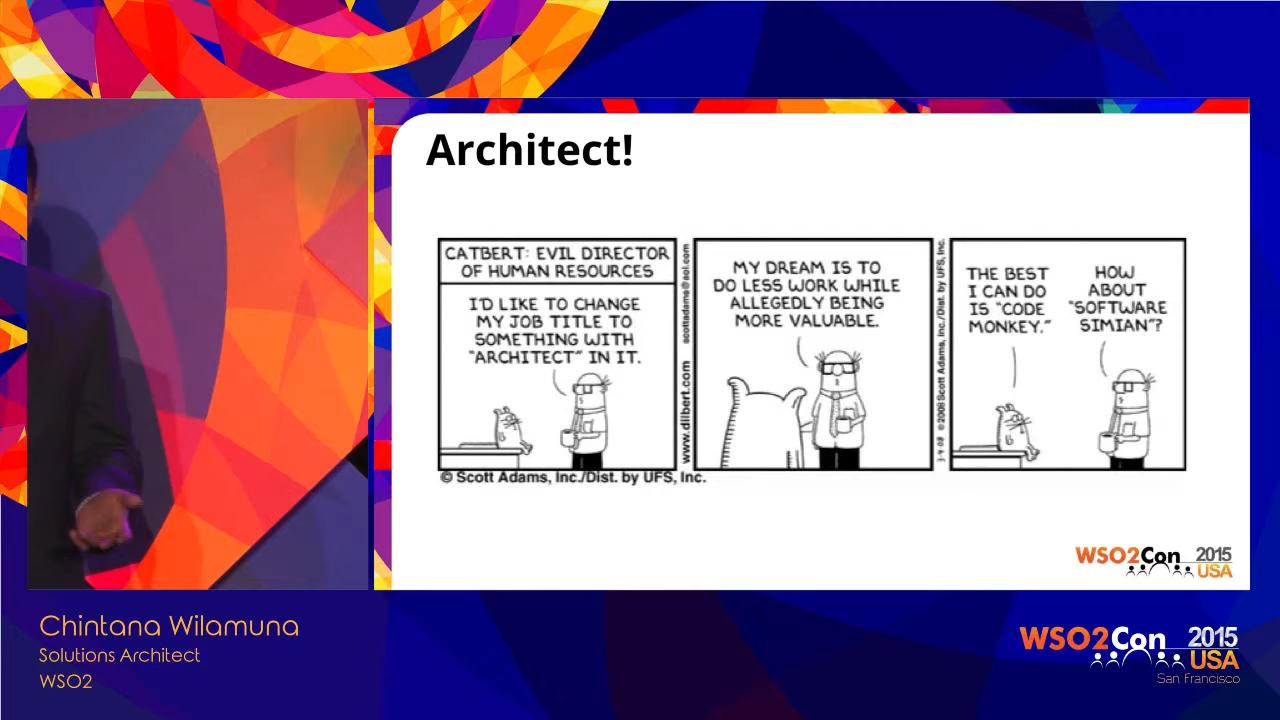 Architect!
CATBERT: EVIL DIRECTOR
OF HUMAN RESOURCES
I'D LIKE TO CHANGE
MY JOB TITLE TO
SOMETHING WITH
"ARCHITECT" IN IT.
www.dilbert.com scottadams@aol.com
MY DREAM IS TO
DO LESS WORK WHILE
ALLEGEDLY BEING
MORE VALUABLE.
©2008 Scott Adams, Inc./Dist. by UFS, Inc.
THE BEST
I CAN DO
IS "CODE
MONKEY."
HOW
ABOUT
"SOFTWARE
SIMIAN"?
© Scott Adams, Inc./Dist. by UFS, Inc.
WSO2Con 2015
USA
Chintana Wilamuna
Solutions Architect
WSO2
WSO2Con 2015
USA
San Francisco